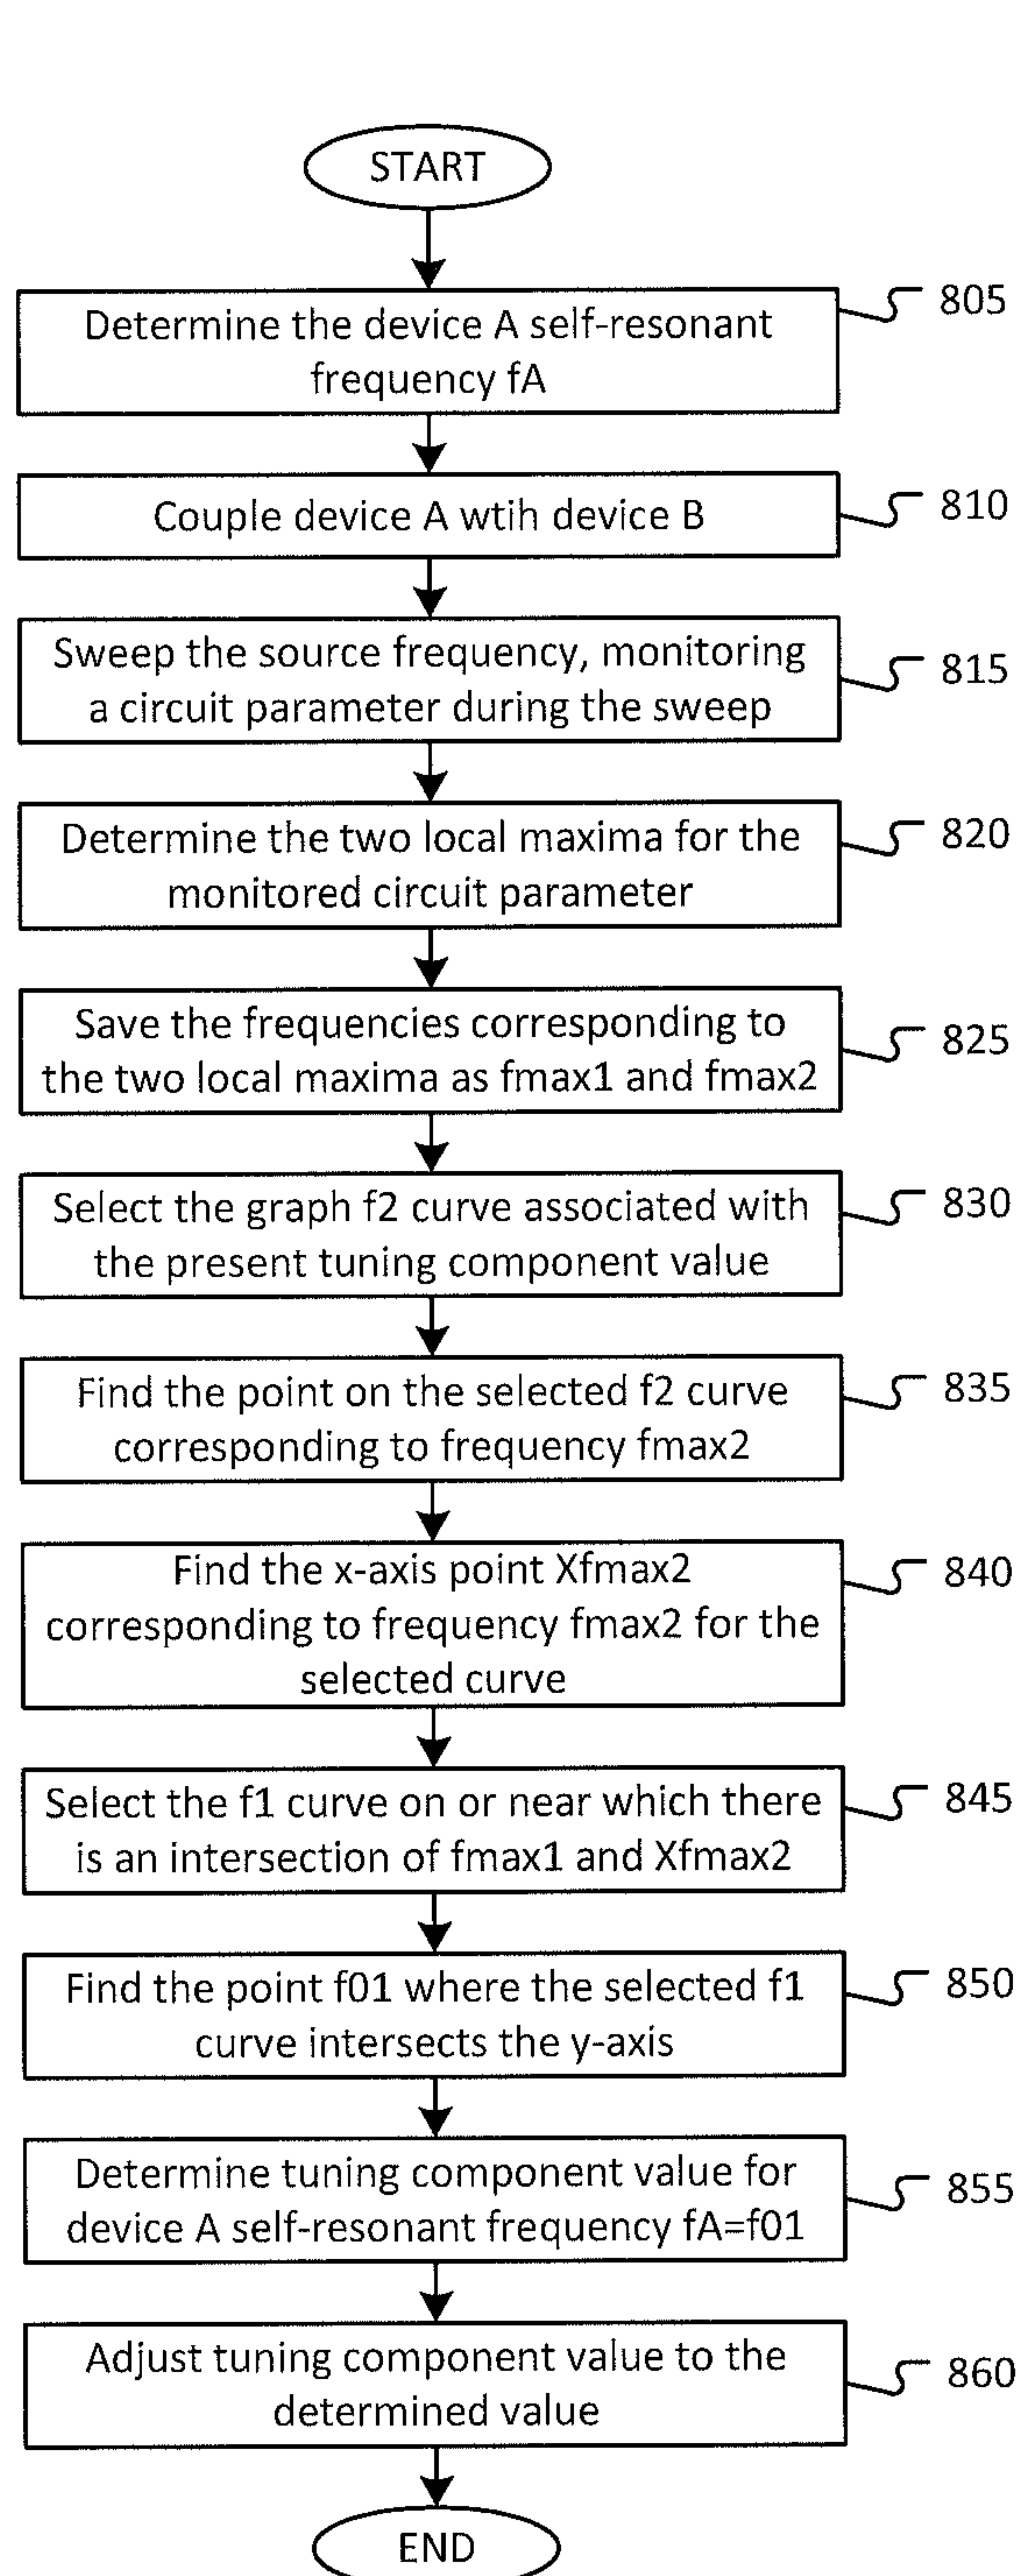 START
Determine the device A self-resonant
frequency fA
805
Couple device A wtih device B
810
Sweep the source frequency, monitoring
a circuit parameter during the sweep
815
Determine the two local maxima for the
monitored circuit parameter
820
Save the frequencies corresponding to
the two local maxima as fmax1 and fmax2
825
Select the graph f2 curve associated with
the present tuning component value
830
Find the point on the selected f2 curve
corresponding to frequency fmax2
835
Find the x-axis point Xfmax2
corresponding to frequency fmax2 for the
selected curve
840
Select the f1 curve on or near which there
is an intersection of fmax1 and Xfmax2
845
Find the point f01 where the selected f1
curve intersects the y-axis
850
Determine tuning component value for
device A self-resonant frequency fA=f01
855
Adjust tuning component value to the
determined value
860
END